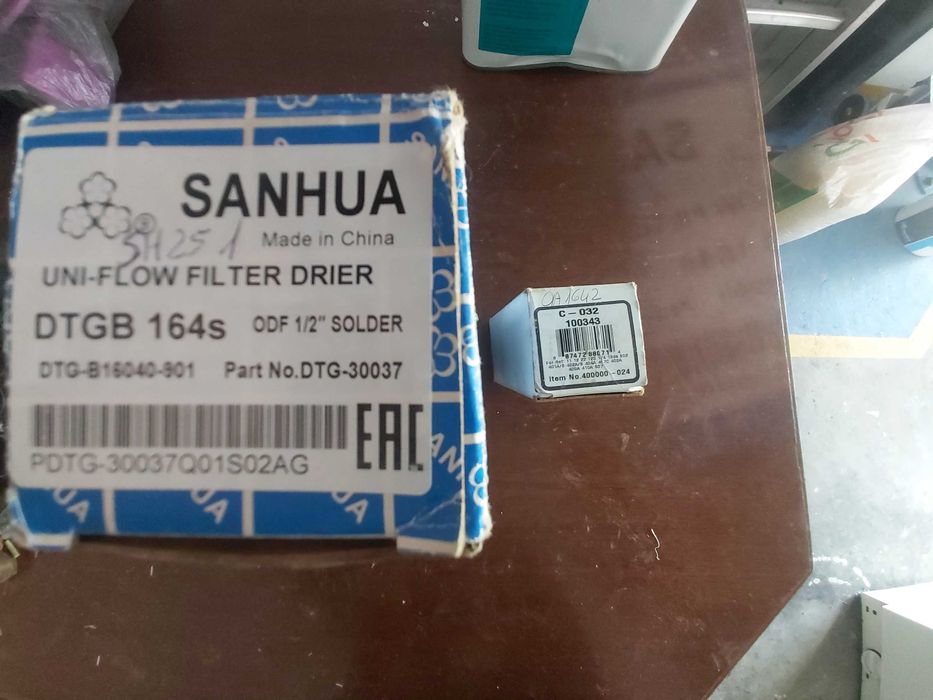 SANHUA
Made in China
SH251
UNI-FLOW FILTER DRIER
DTGB 164s ODF 1/2" SOLDER
DTG-B16040-901 Part No.DTG-30037
EAC
PDTG-30037Q01S02AG
OA1642
C-032
100343
Item No.400000-024